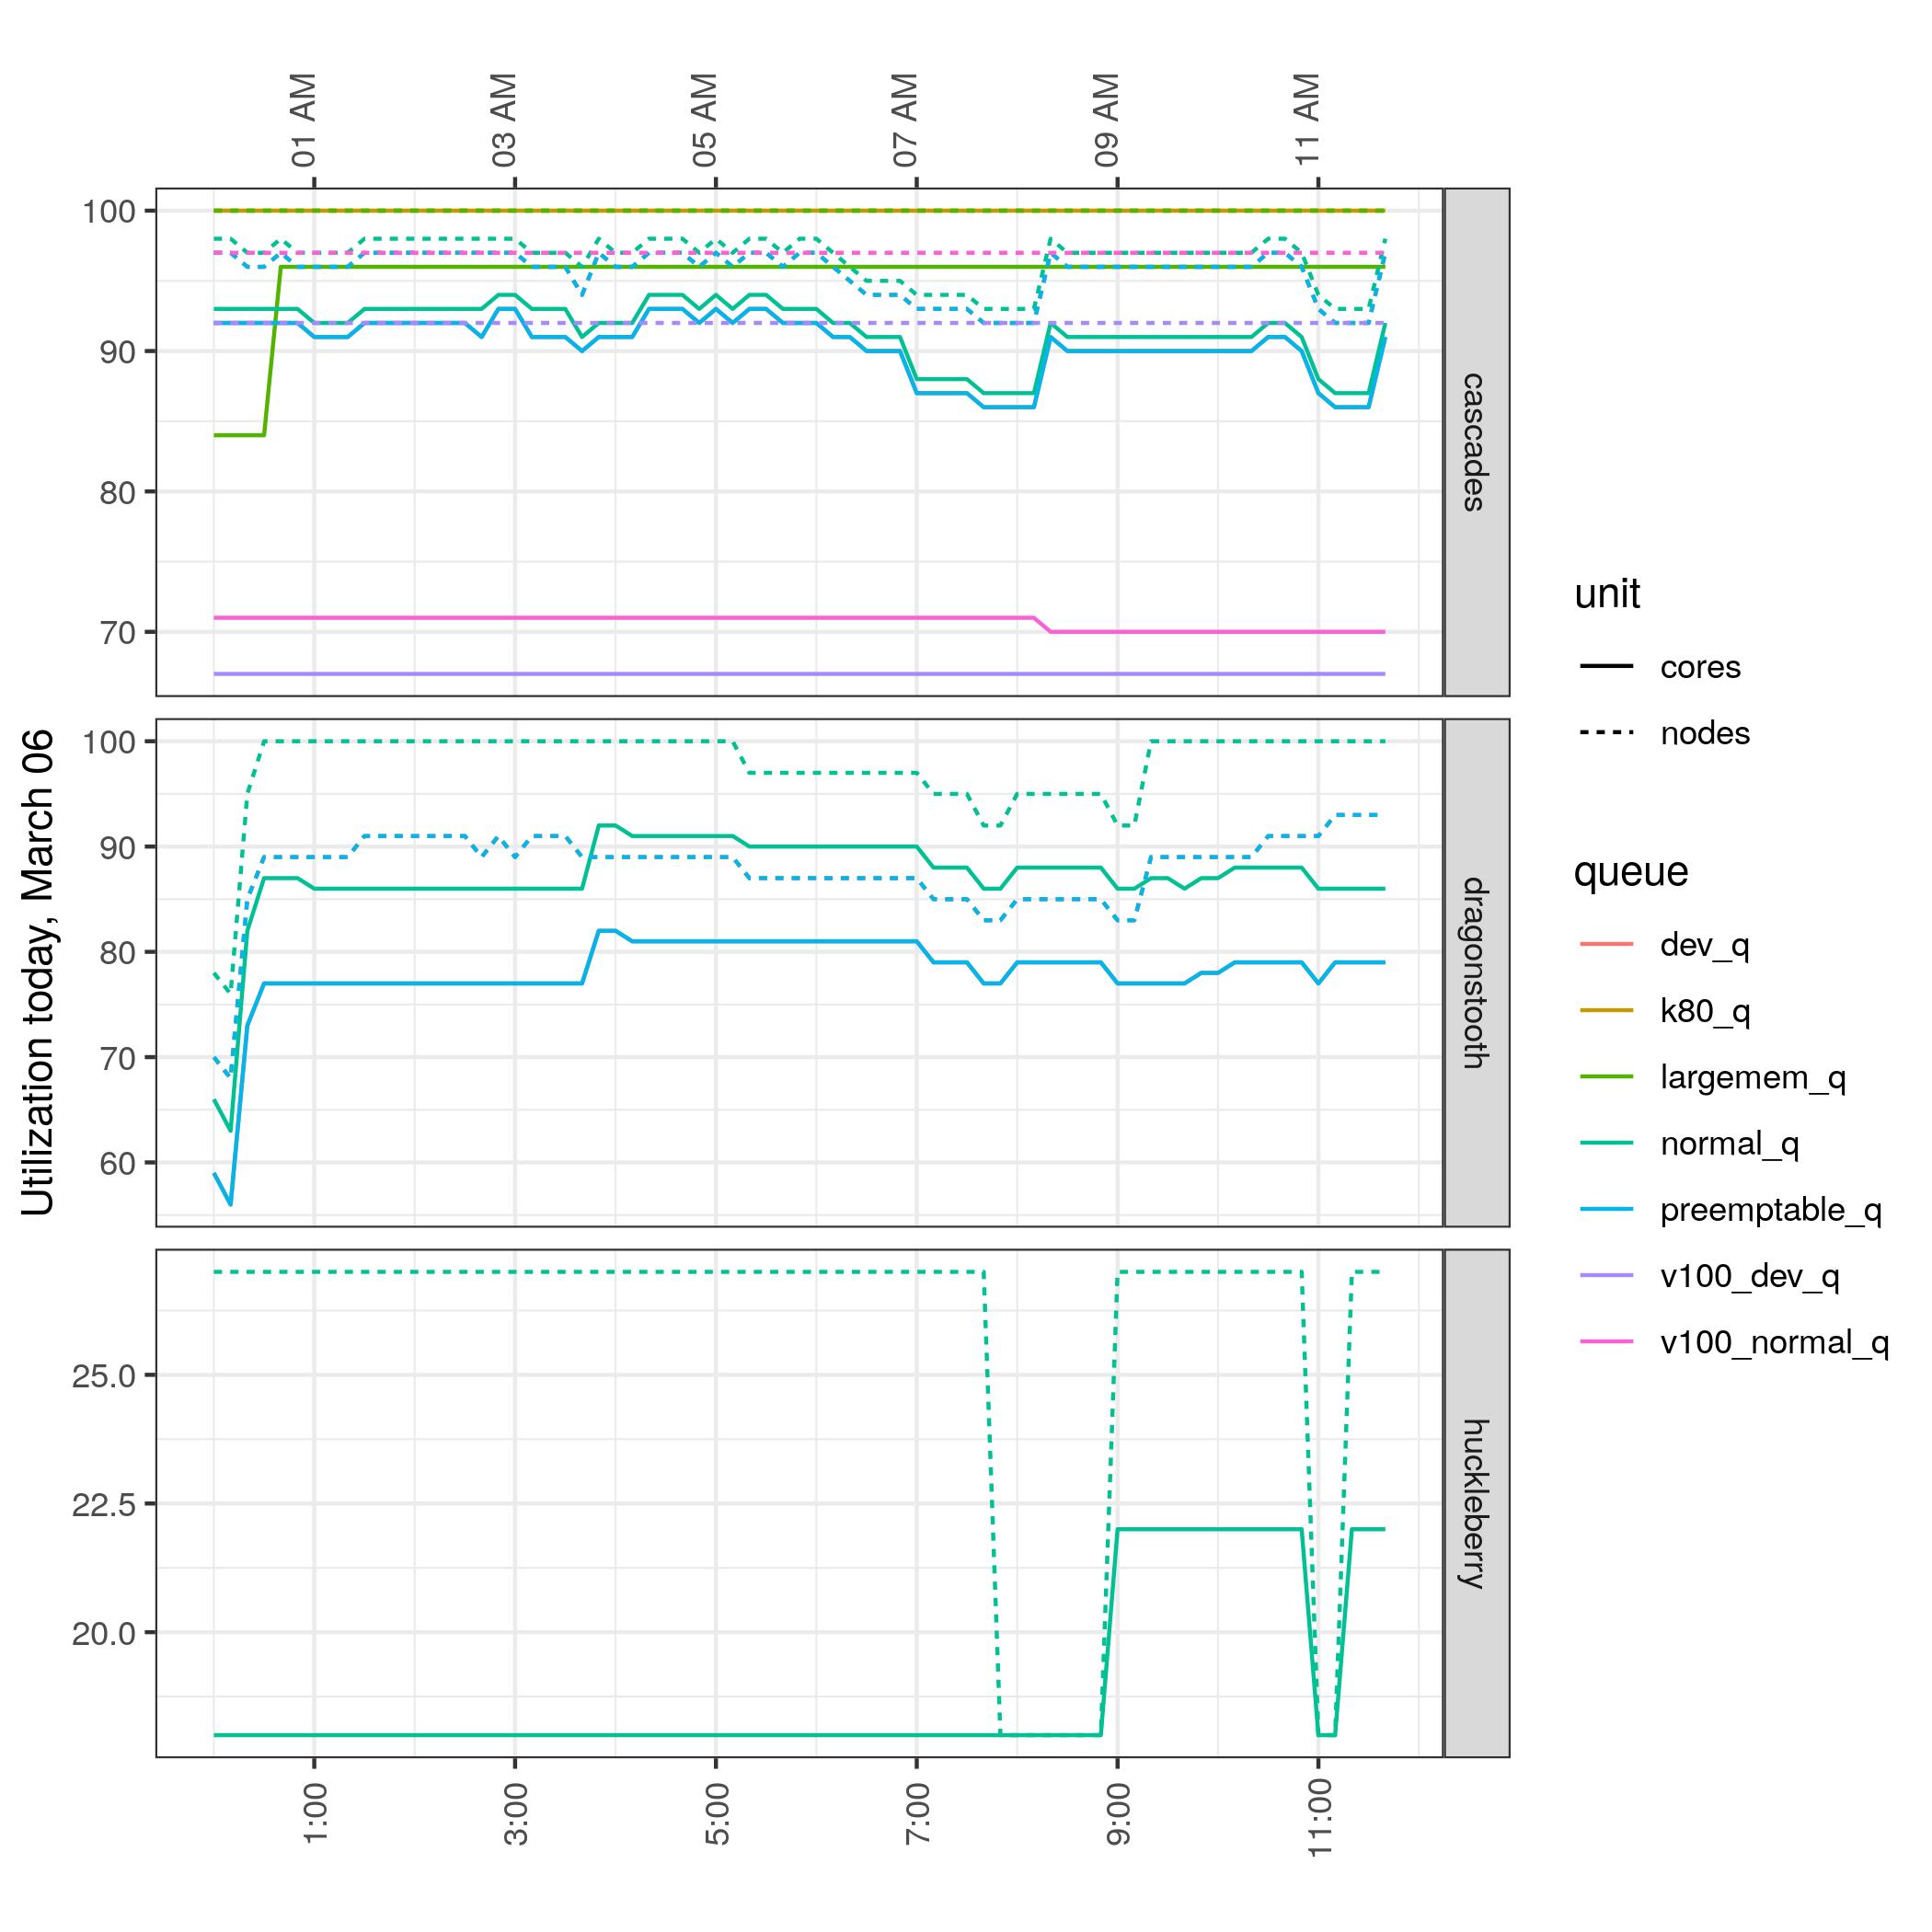 01 AM
03 AM
05 AM
07 AM
09 AM
11 AM
Utilization today, March 06
100
90
80
70
cascades
100
90
80
70
60
dragonstooth
25.0
22.5
20.0
huckleberry
1:00
3:00
5:00
7:00
9:00
11:00
unit
cores
nodes
queue
dev_q
k80_q
largemem_q
normal_q
preemptable_q
v100_dev_q
v100_normal_q